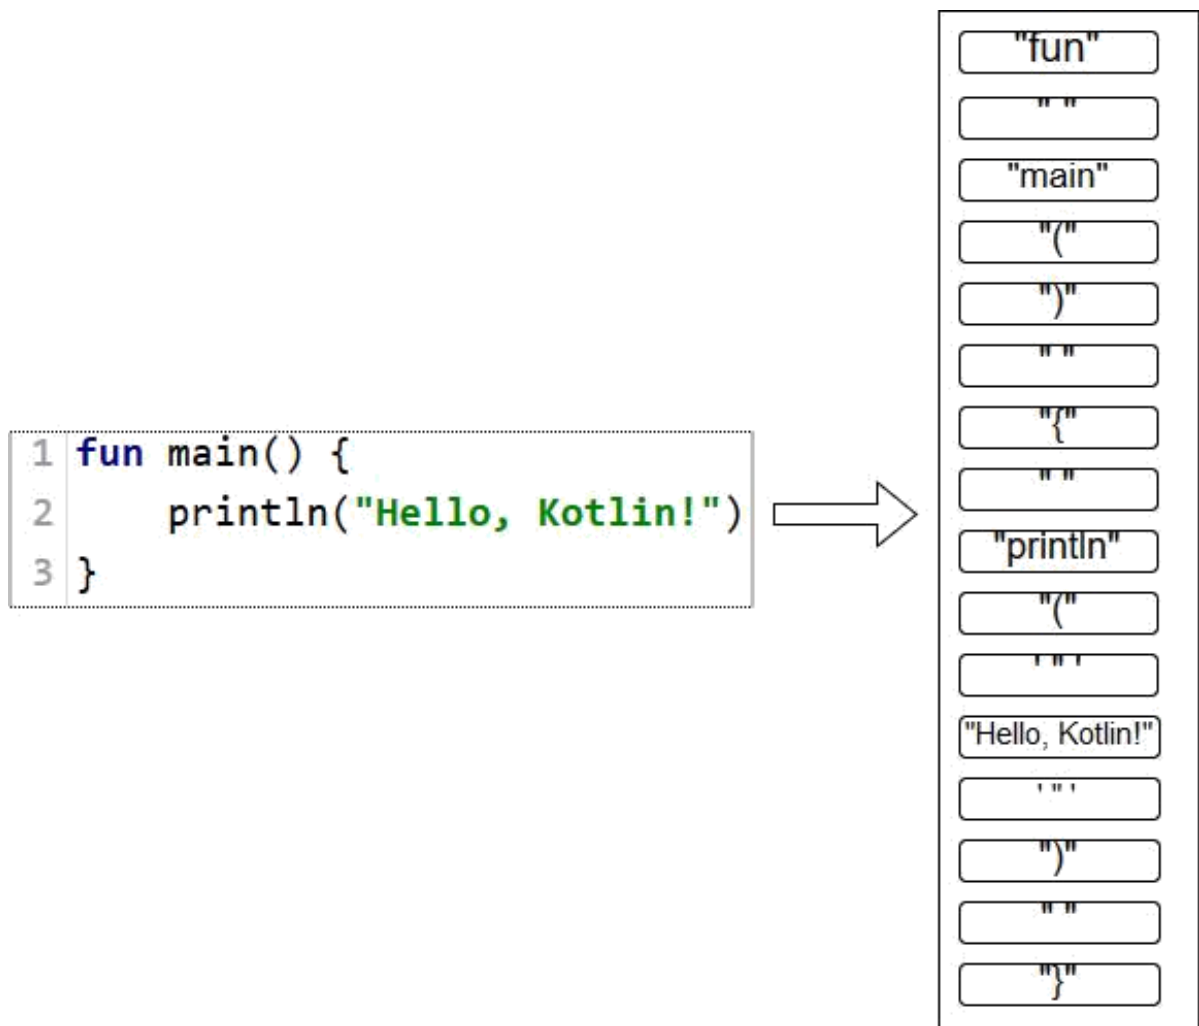 1 fun main() {
2 println("Hello, Kotlin!")
3 }
"fun"
" "
"main"
"("
")"
" "
"{"
" "
"println"
"("
' " '
"Hello, Kotlin!"
' " '
")"
" "
"}"